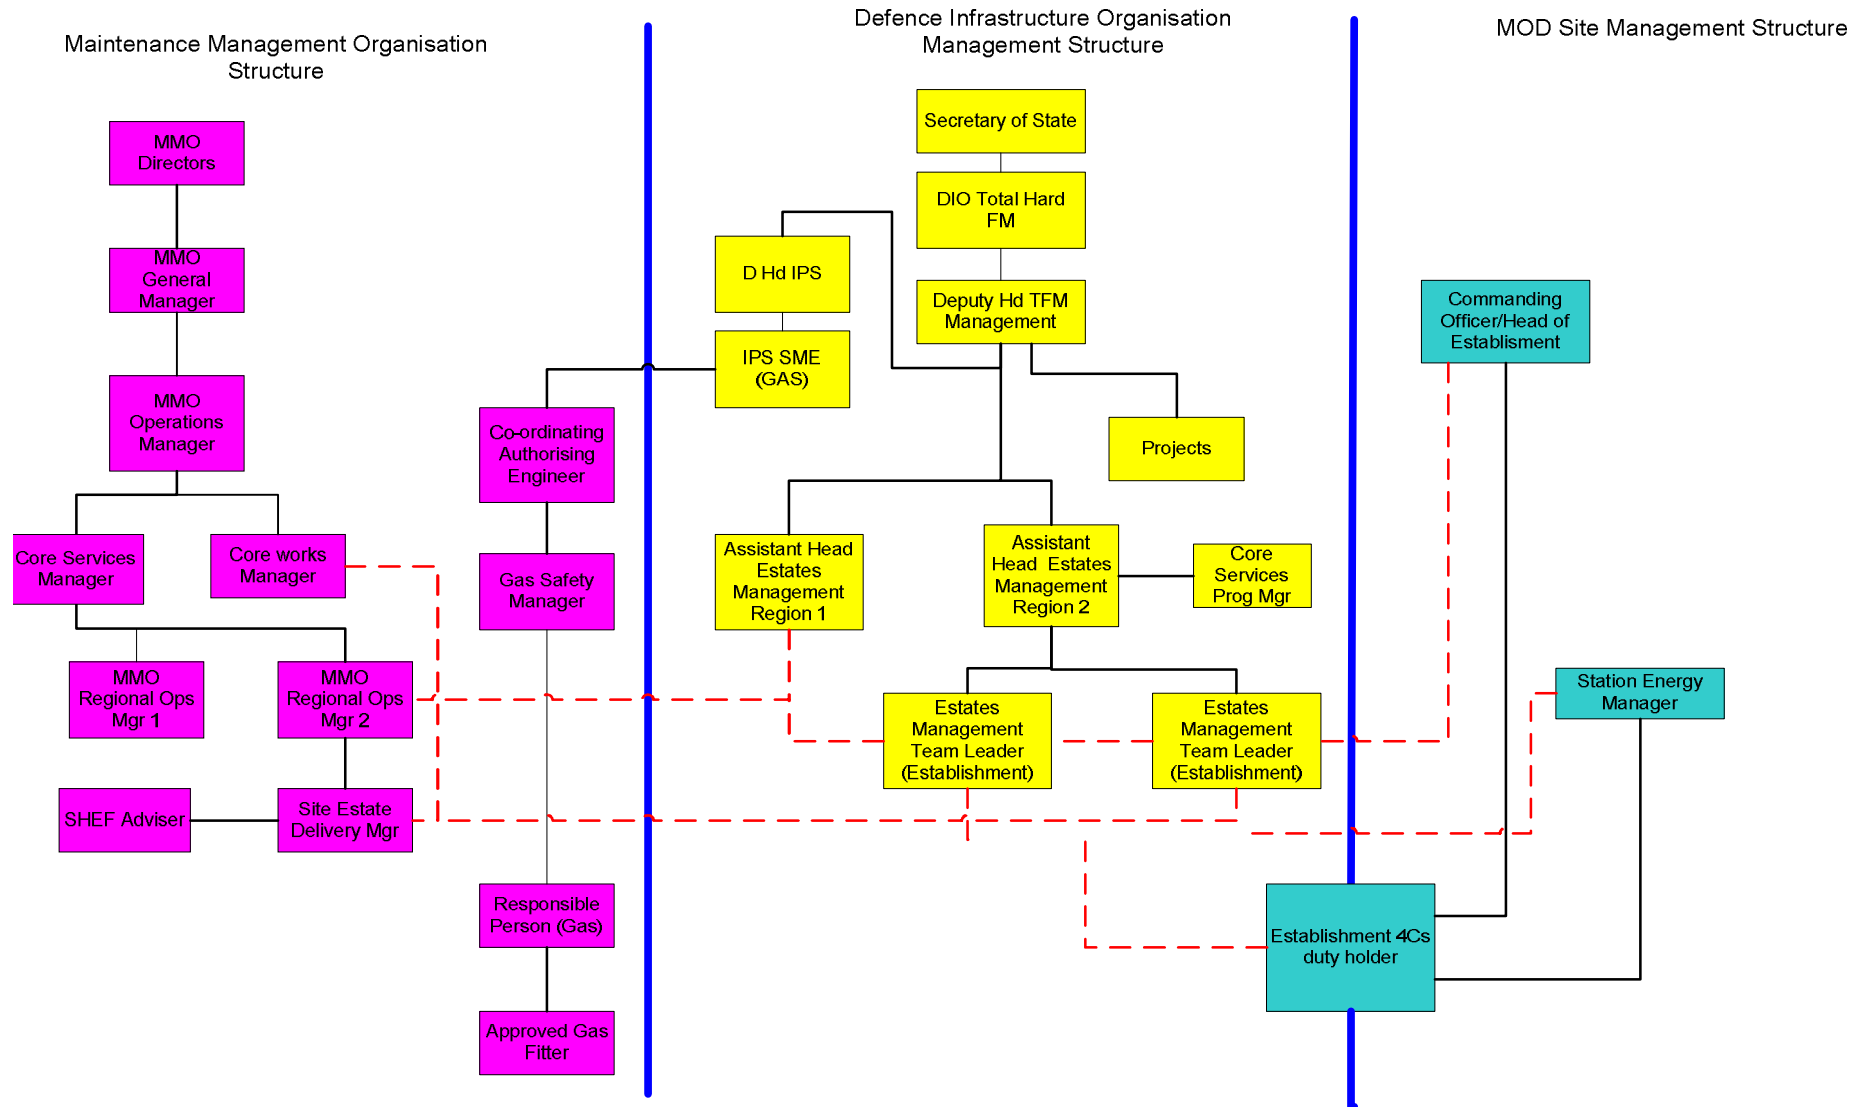 Maintenance Management Organisation
Structure
Defence Infrastructure Organisation
Management Structure
MOD Site Management Structure
MMO
Directors
MMO
General
Manager
MMO
Operations
Manager
Core Services
Manager
Core works
Manager
MMO
Regional Ops
Mgr 1
MMO
Regional Ops
Mgr 2
SHEF Adviser
Site Estate
Delivery Mgr
Co-ordinating
Authorising
Engineer
Gas Safety
Manager
Responsible
Person (Gas)
Approved Gas
Fitter
Secretary of State
DIO Total Hard
FM
D Hd IPS
Deputy Hd TFM
Management
IPS SME
(GAS)
Projects
Assistant Head
Estates
Management
Region 1
Assistant
Head Estates
Management
Region 2
Core
Services
Prog Mgr
Estates
Management
Team Leader
(Establishment)
Estates
Management
Team Leader
(Establishment)
Commanding
Officer/Head of
Establisment
Station Energy
Manager
Establishment 4Cs
duty holder